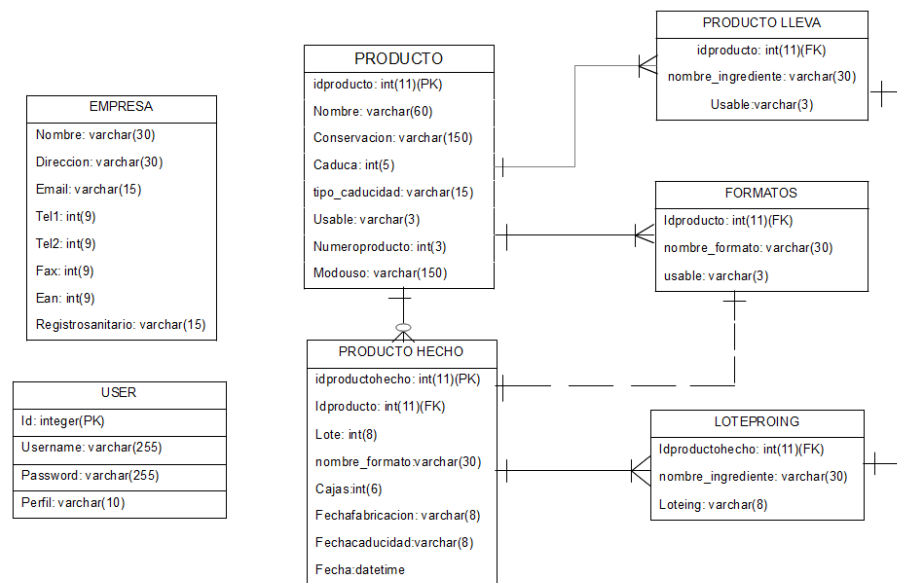 EMPRESA
Nombre: varchar(30)
Direccion: varchar(30)
Email: varchar(15)
Tel1: int(9)
Tel2: int(9)
Fax: int(9)
Ean: int(9)
Registrosanitario: varchar(15)
USER
Id: integer(PK)
Username: varchar(255)
Password: varchar(255)
Perfil: varchar(10)
PRODUCTO
idproducto: int(11)(PK)
Nombre: varchar(60)
Conservacion: varchar(150)
Caduca: int(5)
tipo_caducidad: varchar(15)
Usable: varchar(3)
Numeroproducto: int(3)
Modouso: varchar(150)
PRODUCTO HECHO
idproductohecho: int(11)(PK)
Idproducto: int(11)(FK)
Lote: int(8)
nombre_formato:varchar(30)
Cajas:int(6)
Fechafabricacion: varchar(8)
Fechacaducidad:varchar(8)
Fecha:datetime
PRODUCTO LLEVA
idproducto: int(11)(FK)
nombre_ingrediente: varchar(30)
Usable:varchar(3)
FORMATOS
Idproducto: int(11)(FK)
nombre_formato: varchar(30)
usable: varchar(3)
LOTEPROING
Idproductohecho: int(11)(FK)
nombre_ingrediente: varchar(30)
Loteing: varchar(8)